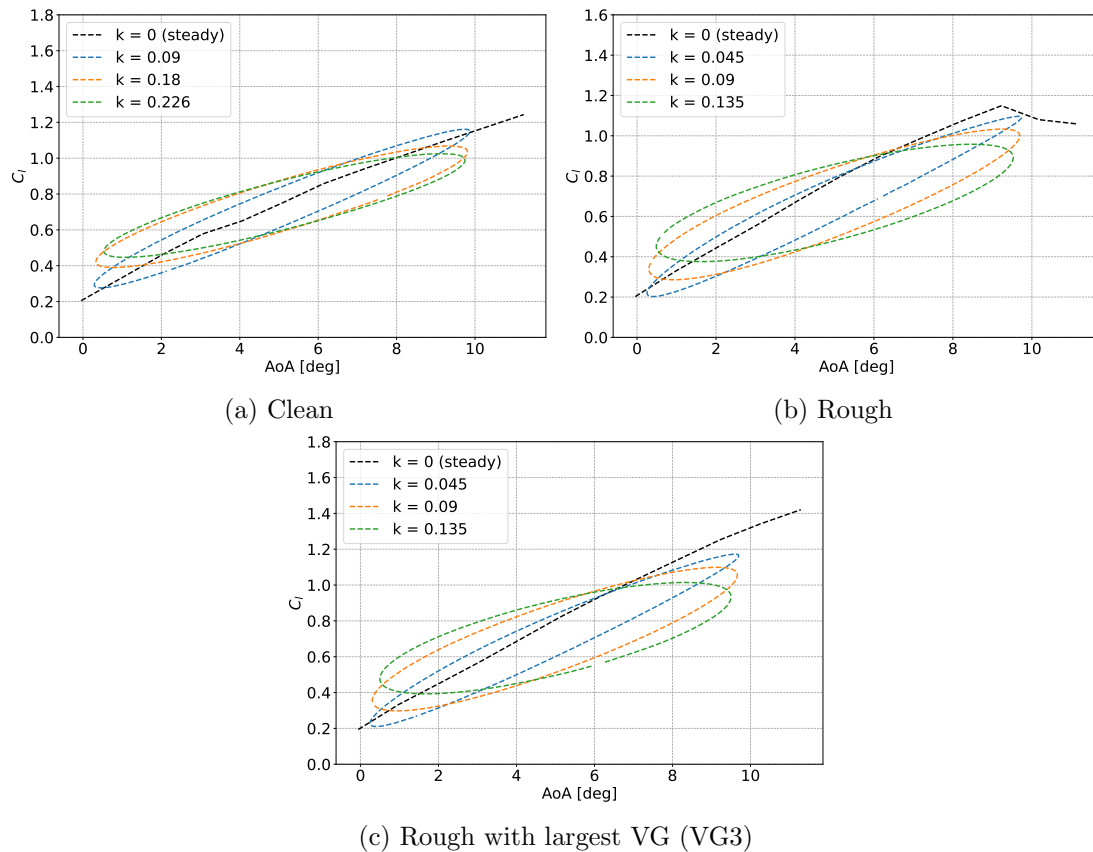 1.8
1.6
1.4
1.2
1.0
0.8
0.6
0.4
0.2
0.0
C_l
k = 0 (steady)
k = 0.09
k = 0.18
k = 0.226
0 2 4 6 8 10
AoA [deg]
(a) Clean
1.6
1.4
1.2
1.0
0.8
0.6
0.4
0.2
0.0
C_l
k = 0 (steady)
k = 0.045
k = 0.09
k = 0.135
0 2 4 6 8 10
AoA [deg]
(b) Rough
1.8
1.6
1.4
1.2
1.0
0.8
0.6
0.4
0.2
0.0
C_l
k = 0 (steady)
k = 0.045
k = 0.09
k = 0.135
0 2 4 6 8 10
AoA [deg]
(c) Rough with largest VG (VG3)